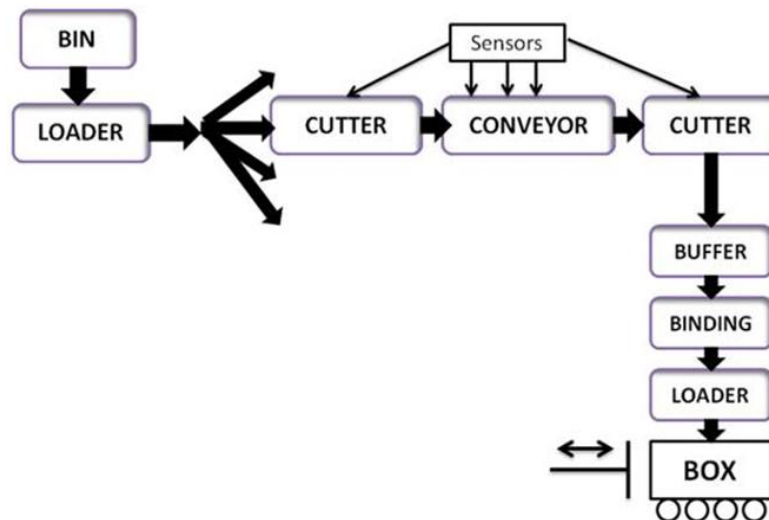 BIN
Sensors
LOADER
CUTTER
CONVEYOR
CUTTER
BUFFER
BINDING
LOADER
BOX